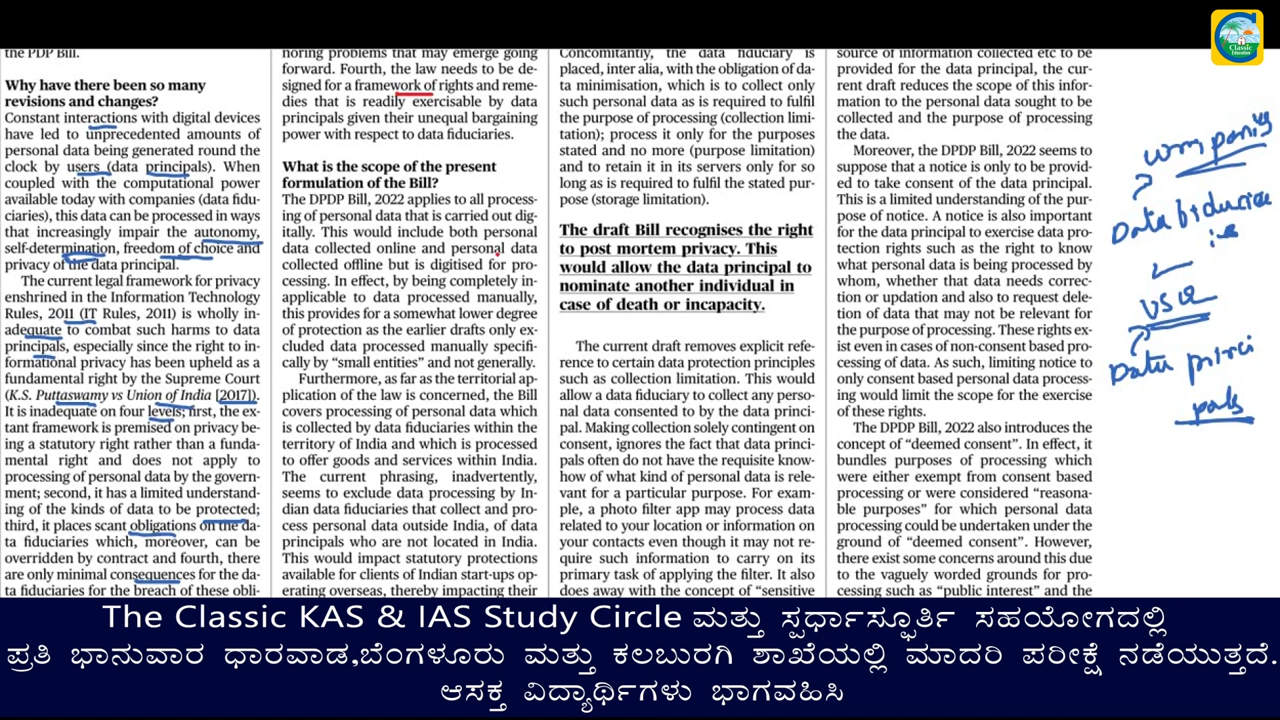 the PDP Bill.
Why have there been so many
revisions and changes?
Constant interactions with digital devices
have led to unprecedented amounts of
personal data being generated round the
clock by users (data principals). When
coupled with the computational power
available today with companies (data fidu-
ciaries), this data can be processed in ways
that increasingly impair the autonomy,
self-determination, freedom of choice and
privacy of the data principal.
The current legal framework for privacy
enshrined in the Information Technology
Rules, 2011 (IT Rules, 2011) is wholly in-
adequate to combat such harms to data
principals, especially since the right to in-
formational privacy has been upheld as a
fundamental right by the Supreme Court
(K.S. Puttaswamy vs Union of India [2017]).
It is inadequate on four levels; first, the ex-
tant framework is premised on privacy be-
ing a statutory right rather than a funda-
mental right and does not apply to
processing of personal data by the govern-
ment; second, it has a limited understand-
ing of the kinds of data to be protected;
third, it places scant obligations on the da-
ta fiduciaries which, moreover, can be
overridden by contract and fourth, there
are only minimal consequences for the da-
ta fiduciaries for the breach of these obli-
noring problems that may emerge going
forward. Fourth, the law needs to be de-
signed for a framework of rights and reme-
dies that is readily exercisable by data
principals given their unequal bargaining
power with respect to data fiduciaries.
What is the scope of the present
formulation of the Bill?
The DPDP Bill, 2022 applies to all process-
ing of personal data that is carried out dig-
itally. This would include both personal
data collected online and personal data
collected offline but is digitised for pro-
cessing. In effect, by being completely in-
applicable to data processed manually,
this provides for a somewhat lower degree
of protection as the earlier drafts only ex-
cluded data processed manually specifi-
cally by “small entities” and not generally.
Furthermore, as far as the territorial ap-
plication of the law is concerned, the Bill
covers processing of personal data which
is collected by data fiduciaries within the
territory of India and which is processed
to offer goods and services within India.
The current phrasing, inadvertently,
seems to exclude data processing by In-
dian data fiduciaries that collect and pro-
cess personal data outside India, of data
principals who are not located in India.
This would impact statutory protections
available for clients of Indian start-ups op-
erating overseas, thereby impacting their
Concomitantly, the data fiduciary is
placed, inter alia, with the obligation of da-
ta minimisation, which is to collect only
such personal data as is required to fulfil
the purpose of processing (collection limi-
tation); process it only for the purposes
stated and no more (purpose limitation)
and to retain it in its servers only for so
long as is required to fulfil the stated pur-
pose (storage limitation).
The draft Bill recognises the right
to post mortem privacy. This
would allow the data principal to
nominate another individual in
case of death or incapacity.
The current draft removes explicit refe-
rence to certain data protection principles
such as collection limitation. This would
allow a data fiduciary to collect any perso-
nal data consented to by the data princi-
pal. Making collection solely contingent on
consent, ignores the fact that data princi-
pals often do not have the requisite know-
how of what kind of personal data is rele-
vant for a particular purpose. For exam-
ple, a photo filter app may process data
related to your location or information on
your contacts even though it may not re-
quire such information to carry on its
primary task of applying the filter. It also
does away with the concept of “sensitive
source of information collected etc to be
provided for the data principal, the cur-
rent draft reduces the scope of this infor-
mation to the personal data sought to be
collected and the purpose of processing
the data.
Moreover, the DPDP Bill, 2022 seems to
suppose that a notice is only to be provid-
ed to take consent of the data principal.
This is a limited understanding of the pur-
pose of notice. A notice is also important
for the data principal to exercise data pro-
tection rights such as the right to know
what personal data is being processed by
whom, whether that data needs correc-
tion or updation and also to request dele-
tion of data that may not be relevant for
the purpose of processing. These rights ex-
ist even in cases of non-consent based pro-
cessing of data. As such, limiting notice to
only consent based personal data process-
ing would limit the scope for the exercise
of these rights.
The DPDP Bill, 2022 also introduces the
concept of “deemed consent”. In effect, it
bundles purposes of processing which
were either exempt from consent based
processing or were considered “reasona-
ble purposes” for which personal data
processing could be undertaken under the
ground of “deemed consent”. However,
there exist some concerns around this due
to the vaguely worded grounds for pro-
cessing such as “public interest” and the
Classic
Education
companies
Data
Data princi
pals
The Classic KAS & IAS Study Circle ಮತ್ತು ಸ್ಪರ್ಧಾಸ್ಫೂರ್ತಿ ಸಹಯೋಗದಲ್ಲಿ
ಪ್ರತಿ ಭಾನುವಾರ ಧಾರವಾಡ,ಬೆಂಗಳೂರು ಮತ್ತು ಕಲಬುರಗಿ ಶಾಖೆಯಲ್ಲಿ ಮಾದರಿ ಪರೀಕ್ಷೆ ನಡೆಯುತ್ತದೆ.
ಆಸಕ್ತ ವಿದ್ಯಾರ್ಥಿಗಳು ಭಾಗವಹಿಸಿ